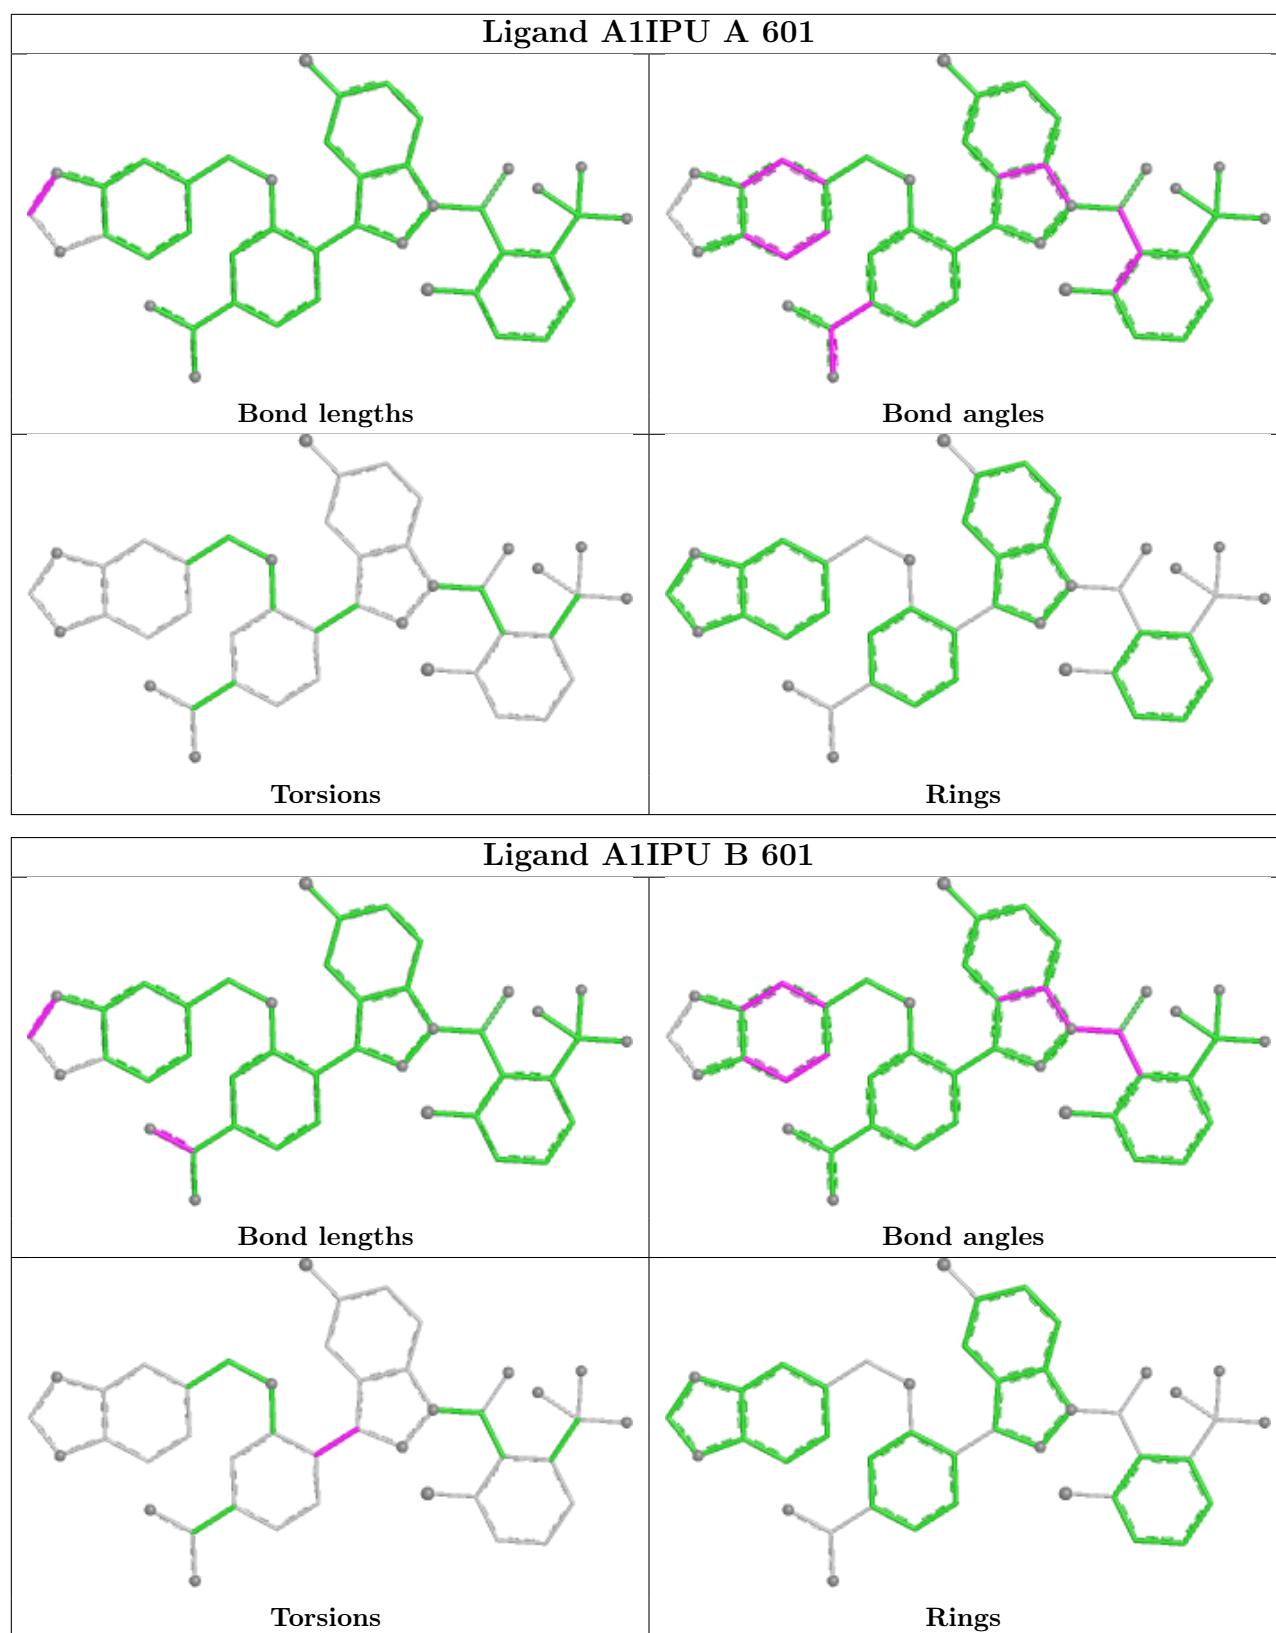 Ligand A1IPU A 601
Bond lengths
Bond angles
Torsions
Rings
Ligand A1IPU B 601
Bond lengths
Bond angles
Torsions
Rings